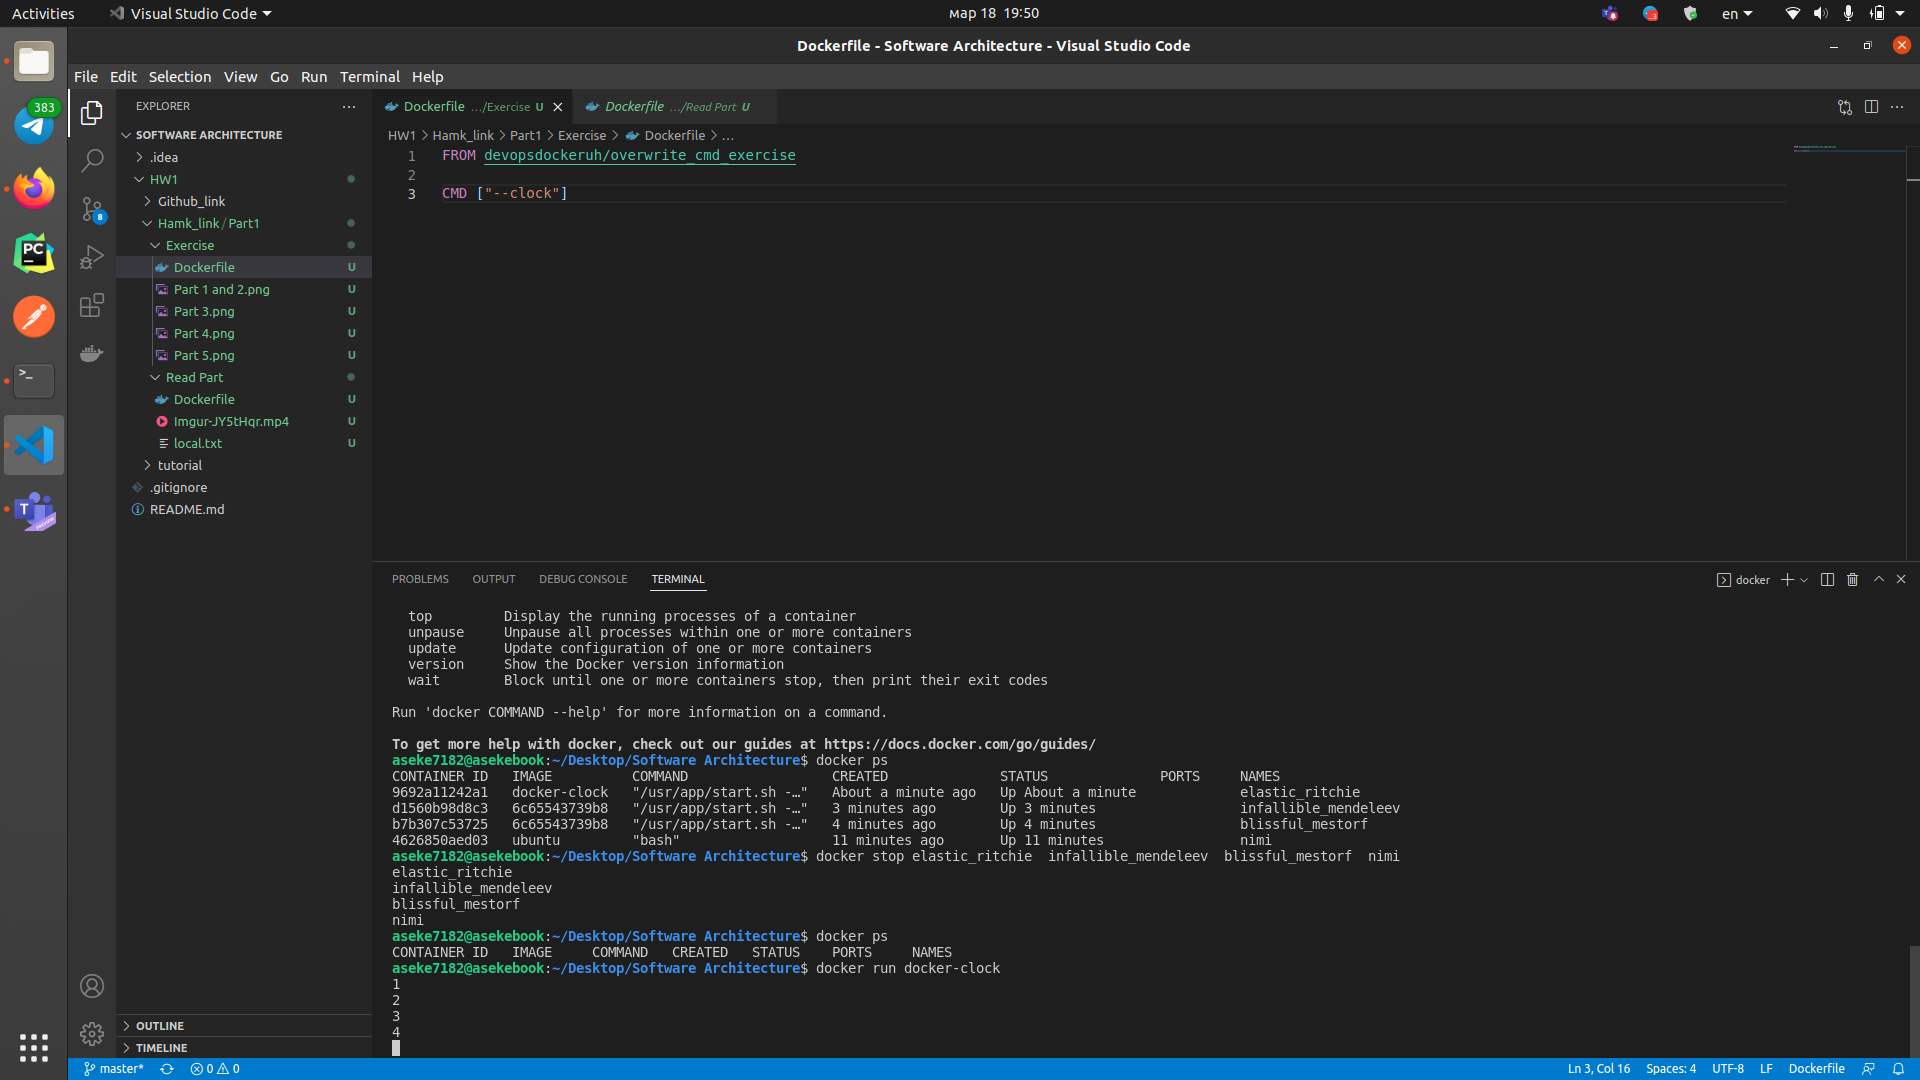 Activities
Visual Studio Code
мар 18 19:50
en
Dockerfile - Software Architecture - Visual Studio Code
File Edit Selection View Go Run Terminal Help
383
PC
>_
T
PREVIEW
8
EXPLORER
SOFTWARE ARCHITECTURE
.idea
HW1
Github_link
Hamk_link / Part1
Exercise
Dockerfile U
Part 1 and 2.png U
Part 3.png U
Part 4.png U
Part 5.png U
Read Part
Dockerfile U
Imgur-JY5tHqr.mp4 U
local.txt U
tutorial
.gitignore
README.md
OUTLINE
TIMELINE
Dockerfile .../Exercise U
Dockerfile .../Read Part U
HW1 > Hamk_link > Part1 > Exercise > Dockerfile > ...
1 FROM devopsdockeruh/overwrite_cmd_exercise
2
3 CMD ["--clock"]
PROBLEMS OUTPUT DEBUG CONSOLE TERMINAL
docker
top Display the running processes of a container
unpause Unpause all processes within one or more containers
update Update configuration of one or more containers
version Show the Docker version information
wait Block until one or more containers stop, then print their exit codes
Run 'docker COMMAND --help' for more information on a command.
To get more help with docker, check out our guides at https://docs.docker.com/go/guides/
aseke7182@asekebook:~/Desktop/Software Architecture$ docker ps
CONTAINER ID IMAGE COMMAND CREATED STATUS PORTS NAMES
9692a11242a1 docker-clock "/usr/app/start.sh -…" About a minute ago Up About a minute elastic_ritchie
d1560b98d8c3 6c65543739b8 "/usr/app/start.sh -…" 3 minutes ago Up 3 minutes infallible_mendeleev
b7b307c53725 6c65543739b8 "/usr/app/start.sh -…" 4 minutes ago Up 4 minutes blissful_mestorf
4626850aed03 ubuntu "bash" 11 minutes ago Up 11 minutes nimi
aseke7182@asekebook:~/Desktop/Software Architecture$ docker stop elastic_ritchie infallible_mendeleev blissful_mestorf nimi
elastic_ritchie
infallible_mendeleev
blissful_mestorf
nimi
aseke7182@asekebook:~/Desktop/Software Architecture$ docker ps
CONTAINER ID IMAGE COMMAND CREATED STATUS PORTS NAMES
aseke7182@asekebook:~/Desktop/Software Architecture$ docker run docker-clock
1
2
3
4
master* 0 0
Ln 3, Col 16 Spaces: 4 UTF-8 LF Dockerfile